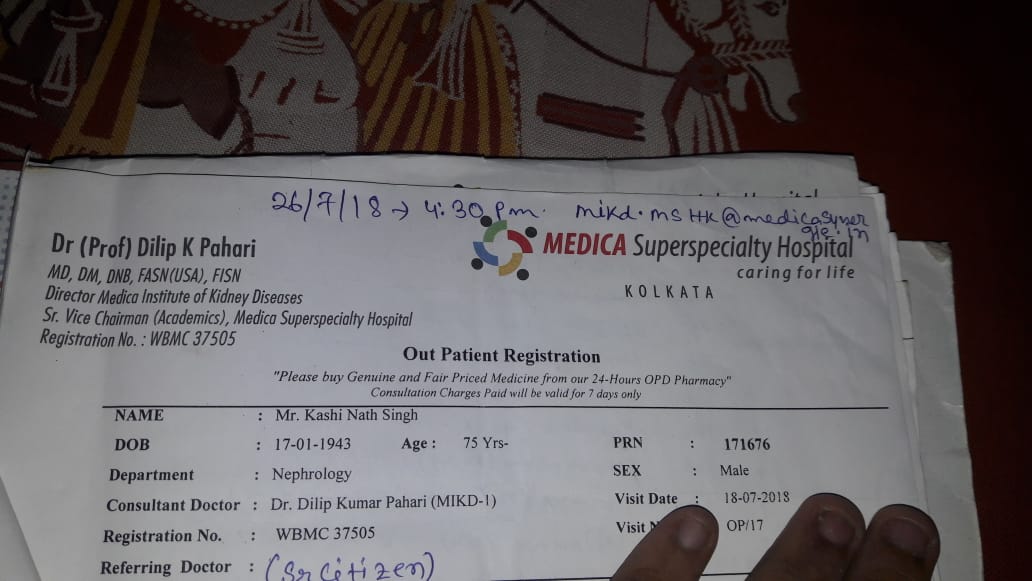 26/7/18 → 4:30 pm. mikd.msHK@medicasyner
gie.in
Dr (Prof) Dilip K Pahari
MD, DM, DNB, FASN(USA), FISN
Director Medica Institute of Kidney Diseases
Sr. Vice Chairman (Academics), Medica Superspecialty Hospital
Registration No. : WBMC 37505
MEDICA Superspecialty Hospital
caring for life
KOLKATA
Out Patient Registration
"Please buy Genuine and Fair Priced Medicine from our 24-Hours OPD Pharmacy"
Consultation Charges Paid will be valid for 7 days only
NAME : Mr. Kashi Nath Singh
DOB : 17-01-1943 Age : 75 Yrs- PRN : 171676
Department : Nephrology SEX : Male
Consultant Doctor : Dr. Dilip Kumar Pahari (MIKD-1) Visit Date : 18-07-2018
Registration No. : WBMC 37505 Visit OP/17
Referring Doctor : (Sr Citizen)